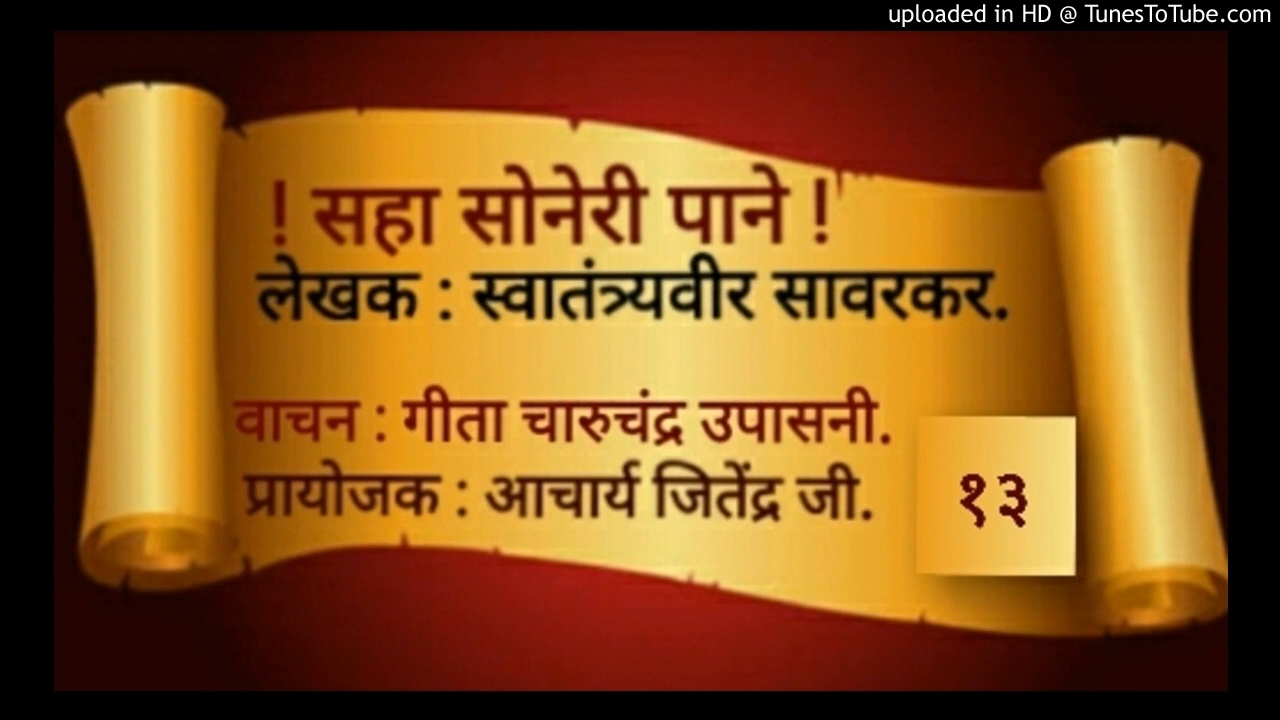 uploaded in HD @ TunesToTube.com
! सहा सोनेरी पाने !
लेखक : स्वातंत्र्यवीर सावरकर.
वाचन : गीता चारुचंद्र उपासनी.
प्रायोजक : आचार्य जितेंद्र जी.
१३